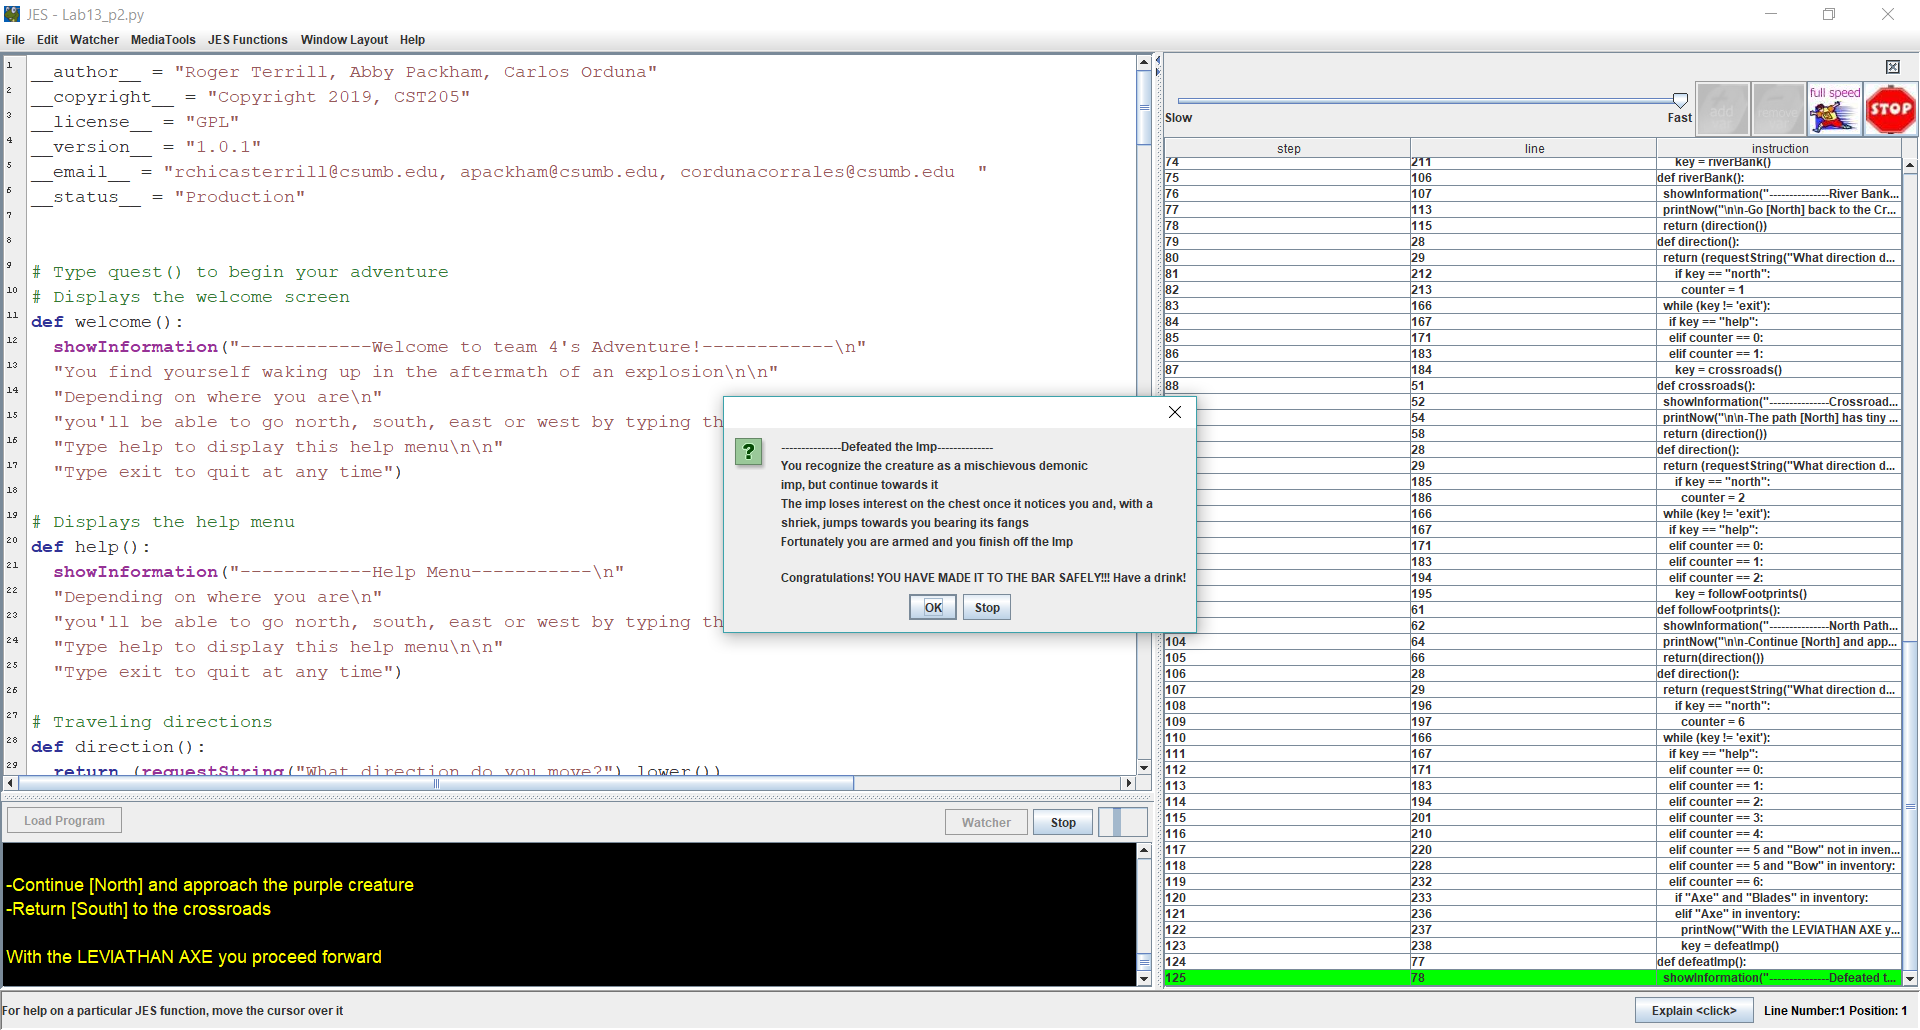 JES - Lab13_p2.py
File Edit Watcher MediaTools JES Functions Window Layout Help
1 __author__ = "Roger Terrill, Abby Packham, Carlos Orduna"
2 __copyright__ = "Copyright 2019, CST205"
3 __license__ = "GPL"
4 __version__ = "1.0.1"
5 __email__ = "rchicasterrill@csumb.edu, apackham@csumb.edu, cordunacorrales@csumb.edu  "
6 __status__ = "Production"
7
8
9 # Type quest() to begin your adventure
10 # Displays the welcome screen
11 def welcome():
12 showInformation("------------Welcome to team 4's Adventure!------------\n"
13 "You find yourself waking up in the aftermath of an explosion\n\n"
14 "Depending on where you are\n"
15 "you'll be able to go north, south, east or west by typing th
16 "Type help to display this help menu\n\n"
17 "Type exit to quit at any time")
18
19 # Displays the help menu
20 def help():
21 showInformation("------------Help Menu-----------\n"
22 "Depending on where you are\n"
23 "you'll be able to go north, south, east or west by typing th
24 "Type help to display this help menu\n\n"
25 "Type exit to quit at any time")
26
27 # Traveling directions
28 def direction():
29 return (requestString("What direction do you move?").lower())
Load Program
Watcher
Stop
-Continue [North] and approach the purple creature
-Return [South] to the crossroads
With the LEVIATHAN AXE you proceed forward
For help on a particular JES function, move the cursor over it
---------------Defeated the Imp--------------
You recognize the creature as a mischievous demonic
imp, but continue towards it
The imp loses interest on the chest once it notices you and, with a
shriek, jumps towards you bearing its fangs
Fortunately you are armed and you finish off the Imp
Congratulations! YOU HAVE MADE IT TO THE BAR SAFELY!!! Have a drink!
OK Stop
Slow Fast
add
full speed
STOP
step line instruction
74 211 key = riverBank()
75 106 def riverBank():
76 107 showInformation("---------------River Bank...
77 113 printNow("\n\n-Go [North] back to the Cr...
78 115 return (direction())
79 28 def direction():
80 29 return (requestString("What direction d...
81 212 if key == "north":
82 213 counter = 1
83 166 while (key != 'exit'):
84 167 if key == "help":
85 171 elif counter == 0:
86 183 elif counter == 1:
87 184 key = crossroads()
88 51 def crossroads():
52 showInformation("---------------Crossroad...
54 printNow("\n\n-The path [North] has tiny ...
58 return (direction())
28 def direction():
29 return (requestString("What direction d...
185 if key == "north":
186 counter = 2
166 while (key != 'exit'):
167 if key == "help":
171 elif counter == 0:
183 elif counter == 1:
194 elif counter == 2:
195 key = followFootprints()
61 def followFootprints():
62 showInformation("---------------North Path...
104 64 printNow("\n\n-Continue [North] and app...
105 66 return(direction())
106 28 def direction():
107 29 return (requestString("What direction d...
108 196 if key == "north":
109 197 counter = 6
110 166 while (key != 'exit'):
111 167 if key == "help":
112 171 elif counter == 0:
113 183 elif counter == 1:
114 194 elif counter == 2:
115 201 elif counter == 3:
116 210 elif counter == 4:
117 220 elif counter == 5 and "Bow" not in inven...
118 228 elif counter == 5 and "Bow" in inventory:
119 232 elif counter == 6:
120 233 if "Axe" and "Blades" in inventory:
121 236 elif "Axe" in inventory:
122 237 printNow("With the LEVIATHAN AXE y...
123 238 key = defeatImp()
124 77 def defeatImp():
125 78 showInformation("---------------Defeated t...
Explain <click>
Line Number:1 Position: 1